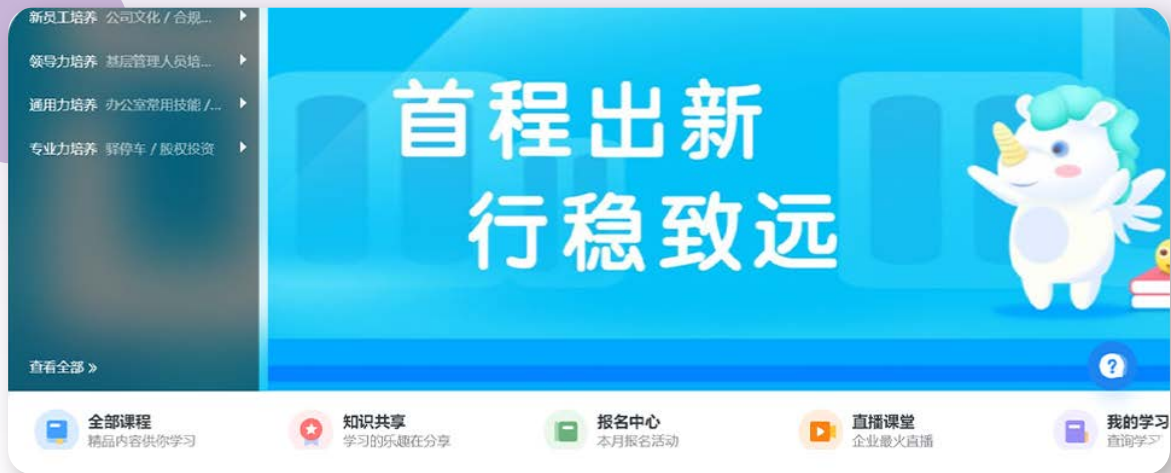 新员工培养 公司文化 / 合规...
领导力培养 基层管理人员培...
通用力培养 办公室常用技能 /...
专业力培养 驿停车 / 股权投资
查看全部 »
首程出新
行稳致远
?
全部课程
精品内容供你学习
知识共享
学习的乐趣在分享
报名中心
本月报名活动
直播课堂
企业最火直播
我的学习
查询学习